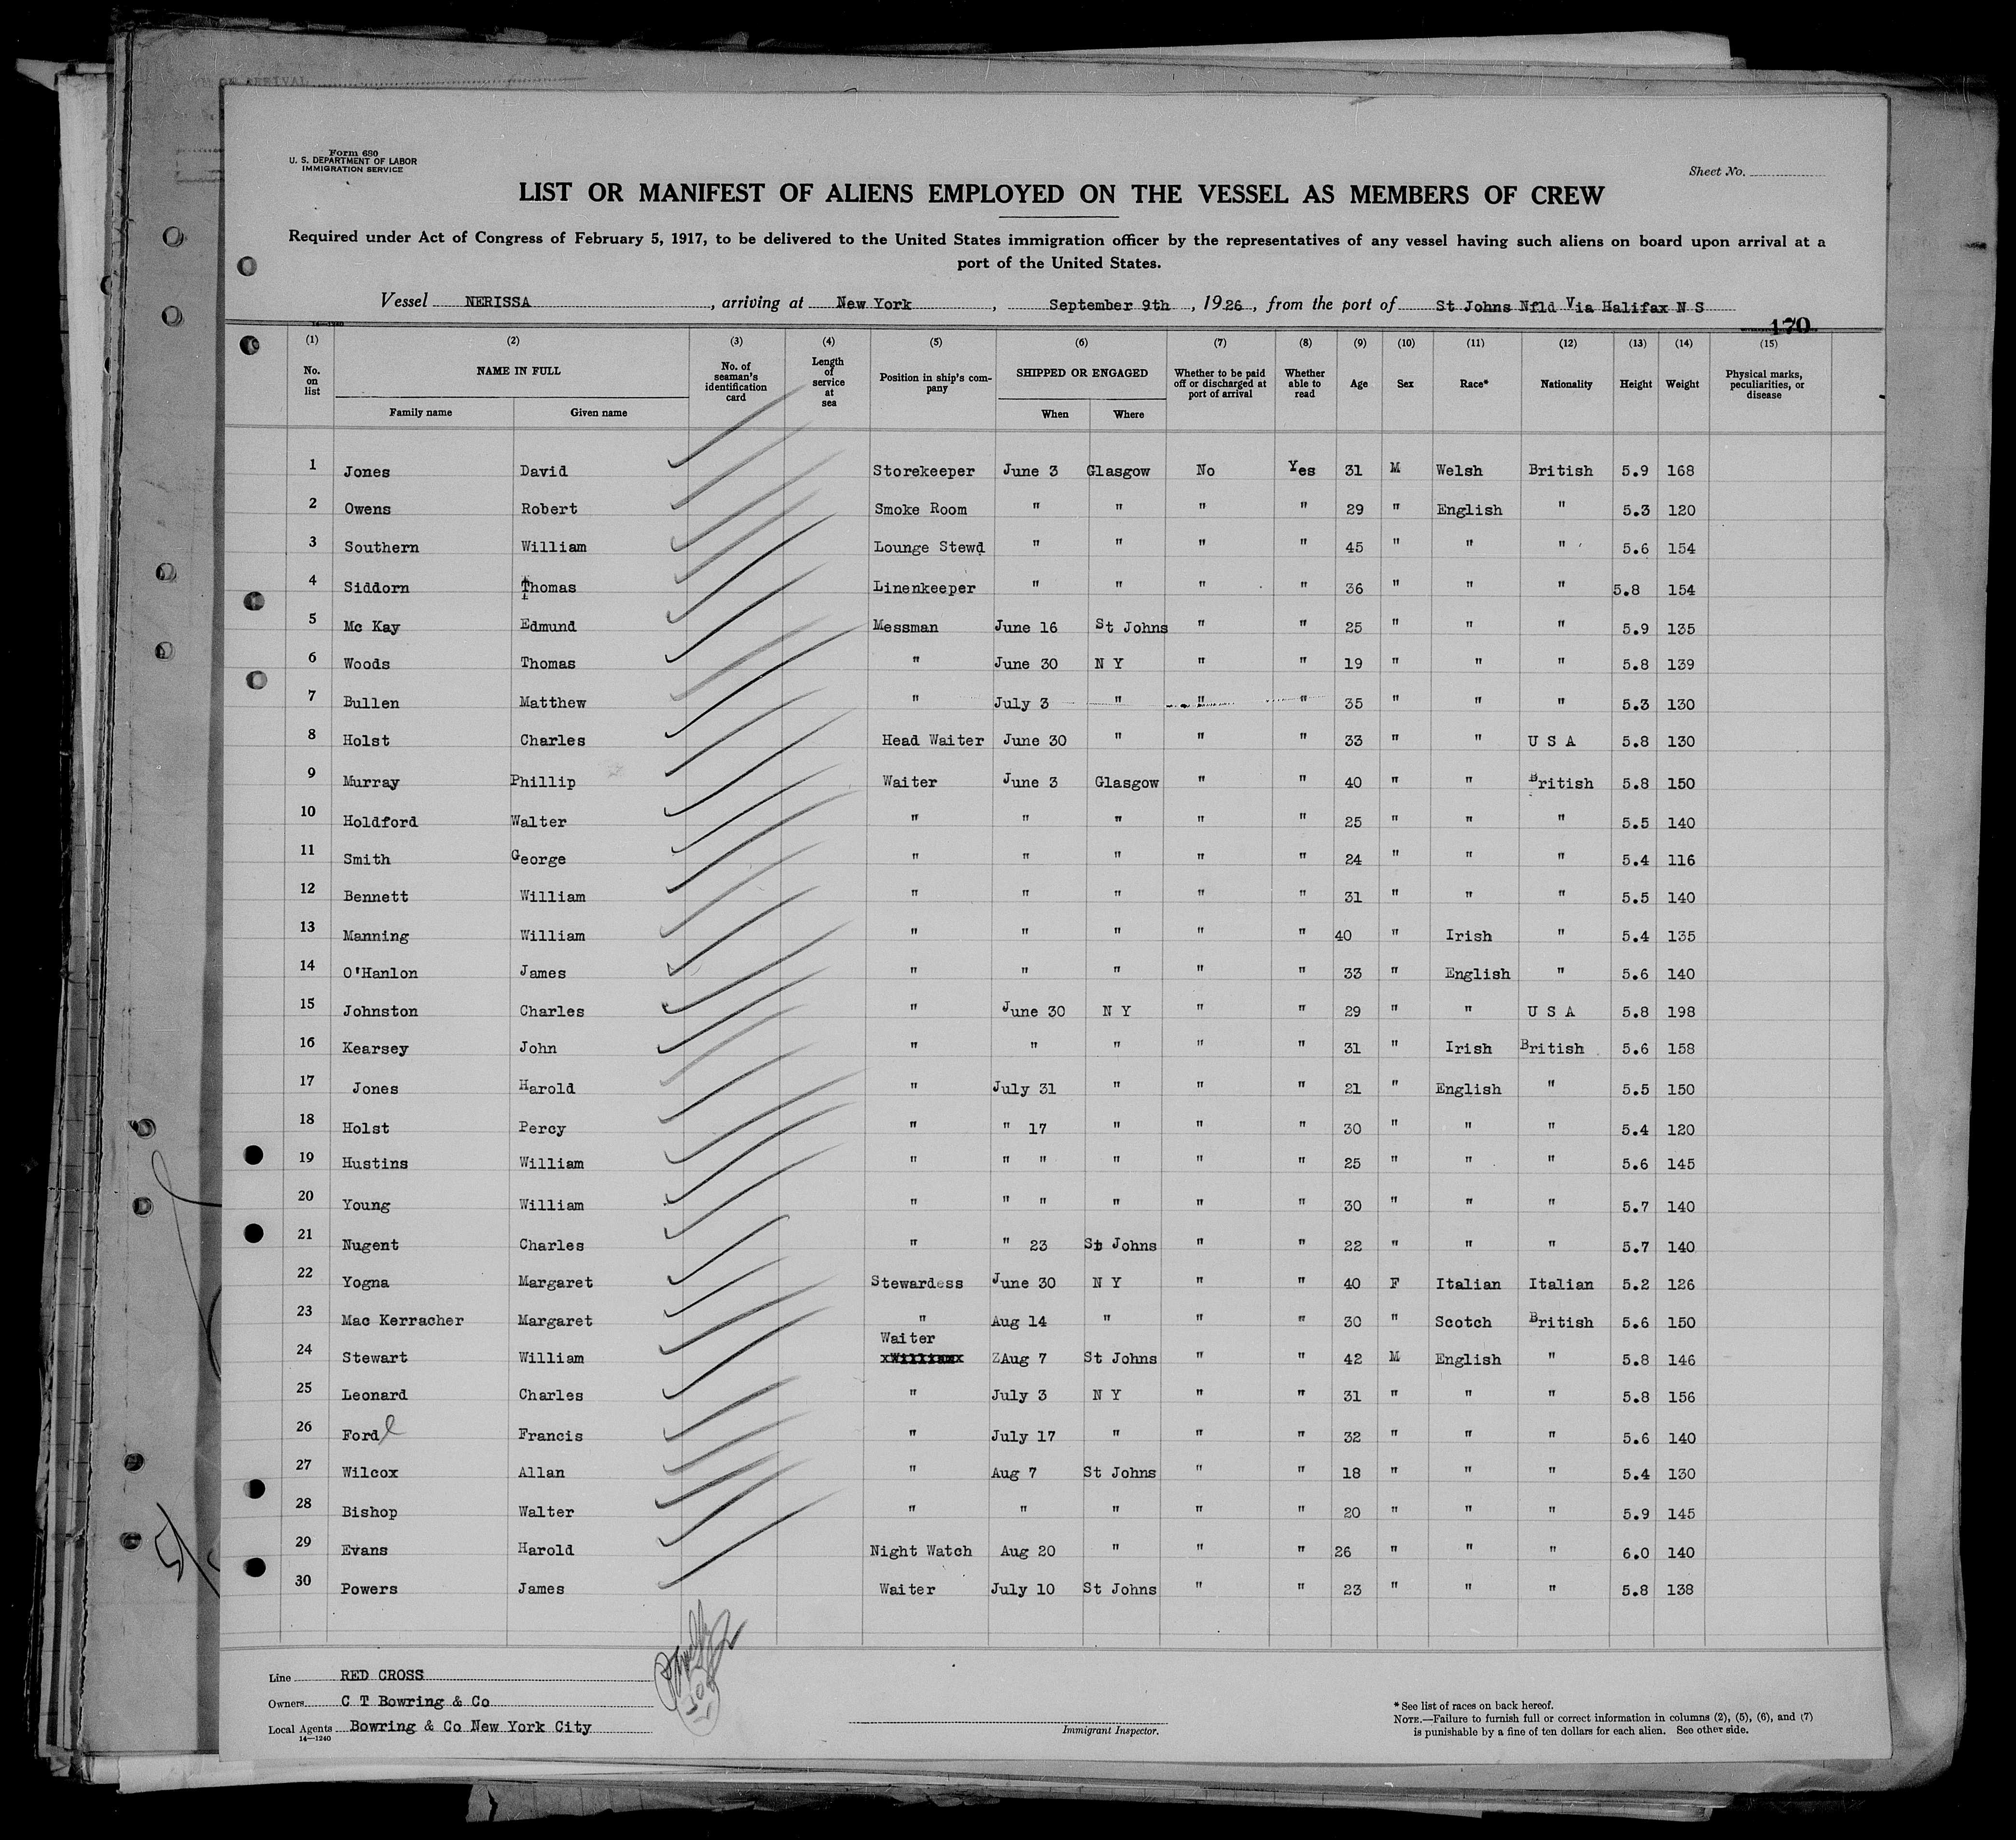 ARRIVAL
Form 680
U. S. DEPARTMENT OF LABOR
IMMIGRATION SERVICE
Sheet No.
LIST OR MANIFEST OF ALIENS EMPLOYED ON THE VESSEL AS MEMBERS OF CREW
Required under Act of Congress of February 5, 1917, to be delivered to the United States immigration officer by the representatives of any vessel having such aliens on board upon arrival at a
port of the United States.
Vessel NERISSA, arriving at New York, September 9th, 1926, from the port of St Johns Nfld Via Halifax N S
14—1240
170
(1) (2) (3) (4) (5) (6) (7) (8) (9) (10) (11) (12) (13) (14) (15)
No. on list NAME IN FULL Family name Given name No. of seaman's identification card Length of service at sea Position in ship's company SHIPPED OR ENGAGED When Where Whether to be paid off or discharged at port of arrival Whether able to read Age Sex Race* Nationality Height Weight Physical marks, peculiarities, or disease
1 Jones David Storekeeper June 3 Glasgow No Yes 31 M Welsh British 5.9 168
2 Owens Robert Smoke Room " " " " 29 " English " 5.3 120
3 Southern William Lounge Stewd " " " " 45 " " " 5.6 154
4 Siddorn Thomas Linenkeeper " " " " 36 " " " 5.8 154
5 Mc Kay Edmund Messman June 16 St Johns " " 25 " " " 5.9 135
6 Woods Thomas " June 30 N Y " " 19 " " " 5.8 139
7 Bullen Matthew " July 3 " " " 35 " " " 5.3 130
8 Holst Charles Head Waiter June 30 " " " 33 " " U S A 5.8 130
9 Murray Phillip Waiter June 3 Glasgow " " 40 " " British 5.8 150
10 Holdford Walter " " " " " 25 " " " 5.5 140
11 Smith George " " " " " 24 " " " 5.4 116
12 Bennett William " " " " " 31 " " " 5.5 140
13 Manning William " " " " " 40 " Irish " 5.4 135
14 O'Hanlon James " " " " " 33 " English " 5.6 140
15 Johnston Charles " June 30 N Y " " 29 " " U S A 5.8 198
16 Kearsey John " " " " " 31 " Irish British 5.6 158
17 Jones Harold " July 31 " " " 21 " English " 5.5 150
18 Holst Percy " " 17 " " " 30 " " " 5.4 120
19 Hustins William " " " " " " 25 " " " 5.6 145
20 Young William " " " " " " 30 " " " 5.7 140
21 Nugent Charles " " 23 St Johns " " 22 " " " 5.7 140
22 Yogna Margaret Stewardess June 30 N Y " " 40 F Italian Italian 5.2 126
23 Mac Kerracher Margaret " Aug 14 " " " 30 " Scotch British 5.6 150
Waiter
24 Stewart William xWilliamx ZAug 7 St Johns " " 42 M English " 5.8 146
25 Leonard Charles " July 3 N Y " " 31 " " " 5.8 156
26 Ford Francis " July 17 " " " 32 " " " 5.6 140
27 Wilcox Allan " Aug 7 St Johns " " 18 " " " 5.4 130
28 Bishop Walter " " " " " 20 " " " 5.9 145
29 Evans Harold Night Watch Aug 20 " " " 26 " " " 6.0 140
30 Powers James Waiter July 10 St Johns " " 23 " " " 5.8 138
Line RED CROSS
Owners C T Bowring & Co
Local Agents Bowring & Co New York City
14—1240
Immigrant Inspector.
* See list of races on back hereof.
NOTE.—Failure to furnish full or correct information in columns (2), (5), (6), and (7)
is punishable by a fine of ten dollars for each alien. See other side.